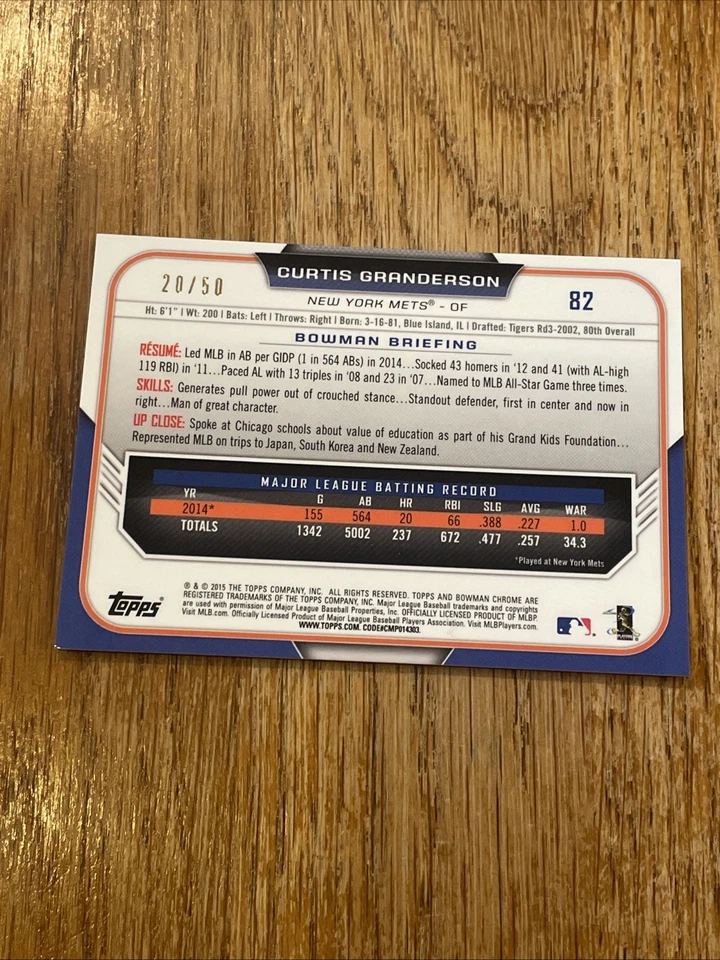 20/50
CURTIS GRANDERSON
82
NEW YORK METS® - OF
Ht: 6'1" | Wt: 200 | Bats: Left | Throws: Right | Born: 3-16-81, Blue Island, IL | Drafted: Tigers Rd3-2002, 80th Overall
BOWMAN BRIEFING
RÉSUMÉ: Led MLB in AB per GIDP (1 in 564 ABs) in 2014...Socked 43 homers in '12 and 41 (with AL-high
119 RBI) in '11...Paced AL with 13 triples in '08 and 23 in '07...Named to MLB All-Star Game three times.
SKILLS: Generates pull power out of crouched stance...Standout defender, first in center and now in
right...Man of great character.
UP CLOSE: Spoke at Chicago schools about value of education as part of his Grand Kids Foundation...
Represented MLB on trips to Japan, South Korea and New Zealand.
MAJOR LEAGUE BATTING RECORD
YR G AB HR RBI SLG AVG WAR
2014* 155 564 20 66 .388 .227 1.0
TOTALS 1342 5002 237 672 .477 .257 34.3
*Played at New York Mets
Topps®
® & © 2015 THE TOPPS COMPANY, INC. ALL RIGHTS RESERVED. TOPPS AND BOWMAN CHROME ARE
REGISTERED TRADEMARKS OF THE TOPPS COMPANY, INC. Major League Baseball trademarks and copyrights
are used with permission of Major League Baseball Properties, Inc. OFFICIALLY LICENSED PRODUCT OF MLBP.
Visit MLB.com. Officially Licensed Product of Major League Baseball Players Association. Visit MLBPlayers.com.
WWW.TOPPS.COM. CODE#CMP014303.